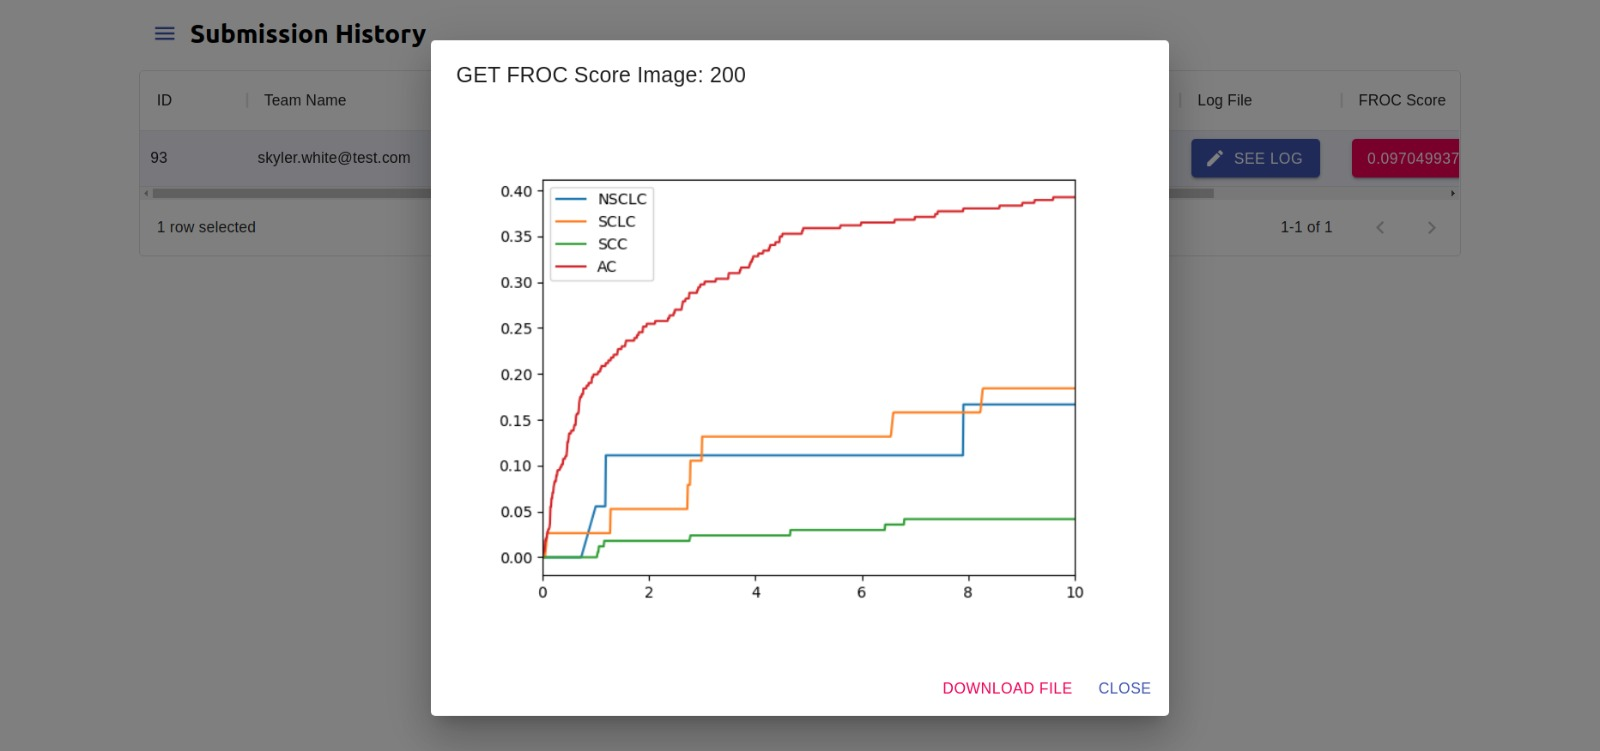 Submission History
GET FROC Score Image: 200
ID
Team Name
Log File
FROC Score
93
skyler.white@test.com
SEE LOG
0.097049937
1 row selected
1-1 of 1
NSCLC
SCLC
SCC
AC
0.40
0.35
0.30
0.25
0.20
0.15
0.10
0.05
0.00
0 2 4 6 8 10
DOWNLOAD FILE CLOSE